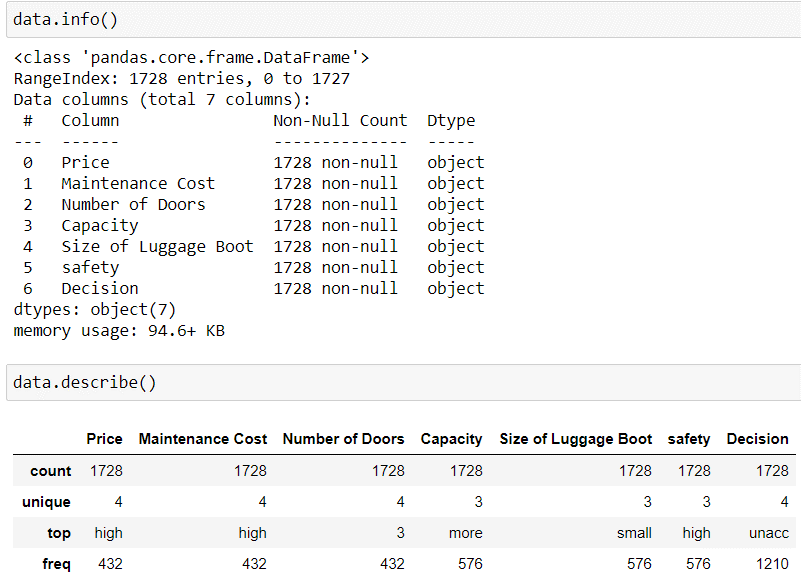 data.info()
<class 'pandas.core.frame.DataFrame'>
RangeIndex: 1728 entries, 0 to 1727
Data columns (total 7 columns):
 #   Column                Non-Null Count  Dtype
---  ------                --------------  -----
 0   Price                 1728 non-null   object
 1   Maintenance Cost      1728 non-null   object
 2   Number of Doors       1728 non-null   object
 3   Capacity              1728 non-null   object
 4   Size of Luggage Boot  1728 non-null   object
 5   safety                1728 non-null   object
 6   Decision              1728 non-null   object
dtypes: object(7)
memory usage: 94.6+ KB
data.describe()
Price Maintenance Cost Number of Doors Capacity Size of Luggage Boot safety Decision
count 1728 1728 1728 1728 1728 1728 1728
unique 4 4 4 3 3 3 4
top high high 3 more small high unacc
freq 432 432 432 576 576 576 1210